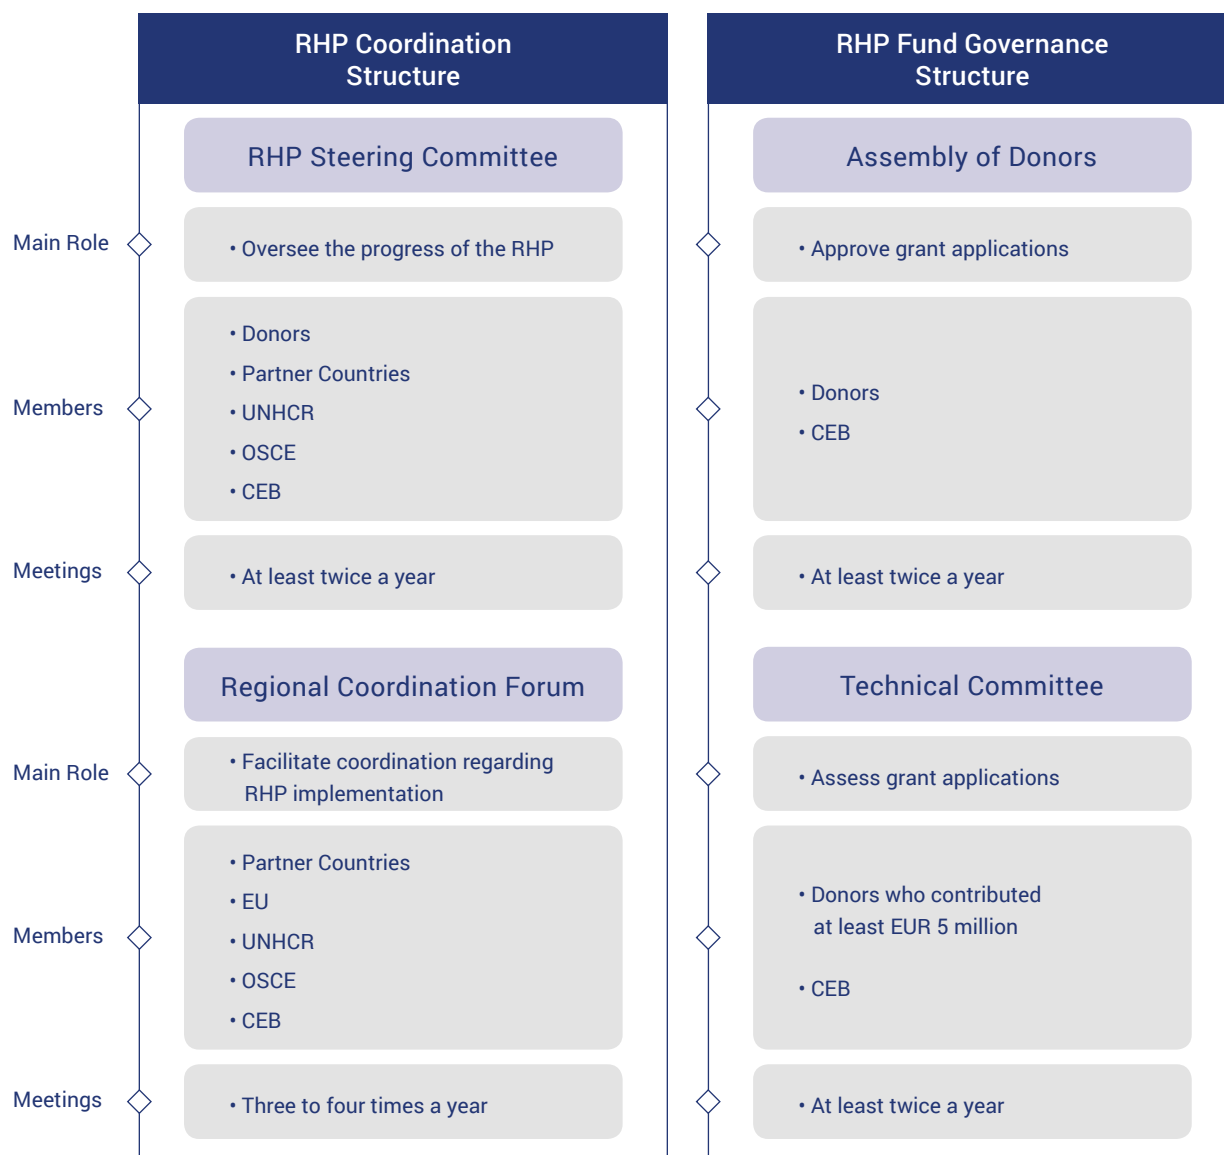 RHP Coordination
Structure
RHP Fund Governance
Structure
RHP Steering Committee
Assembly of Donors
Main Role
• Oversee the progress of the RHP
• Approve grant applications
Members
• Donors
• Partner Countries
• UNHCR
• OSCE
• CEB
• Donors
• CEB
Meetings
• At least twice a year
• At least twice a year
Regional Coordination Forum
Technical Committee
Main Role
• Facilitate coordination regarding
RHP implementation
• Assess grant applications
Members
• Partner Countries
• EU
• UNHCR
• OSCE
• CEB
• Donors who contributed
at least EUR 5 million
• CEB
Meetings
• Three to four times a year
• At least twice a year